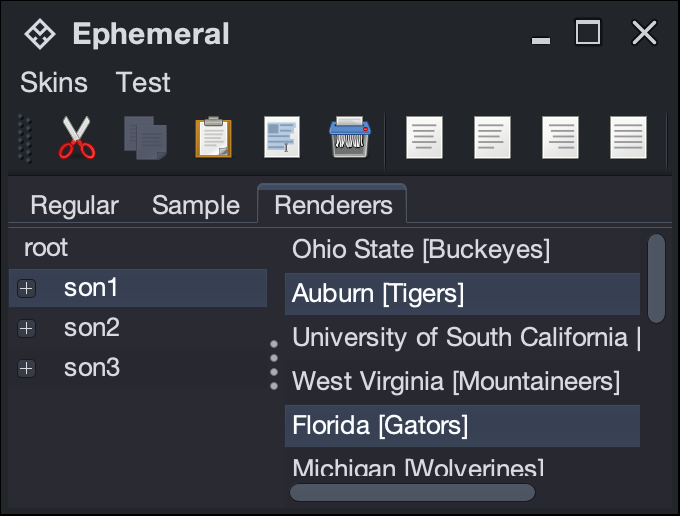 Ephemeral
Skins Test
Regular Sample Renderers
root
son1
son2
son3
Ohio State [Buckeyes]
Auburn [Tigers]
University of South California [
West Virginia [Mountaineers]
Florida [Gators]
Michigan [Wolverines]